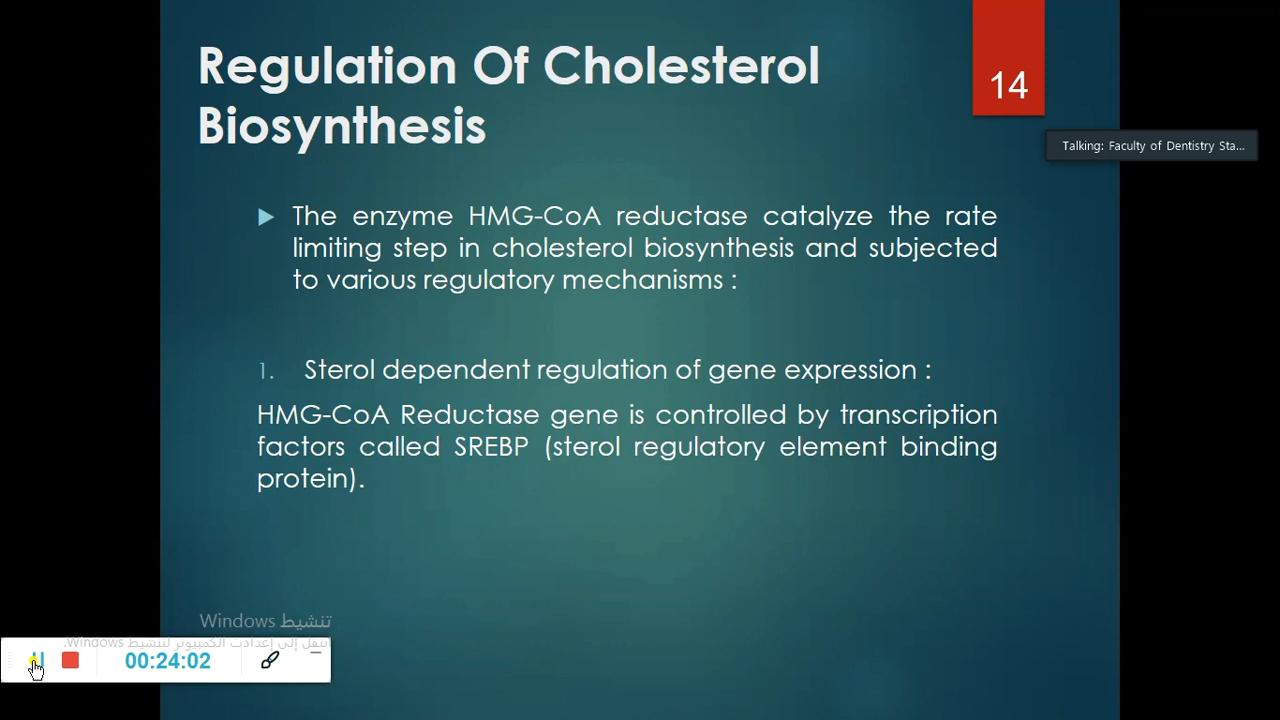 Regulation Of Cholesterol
Biosynthesis
14
Talking: Faculty of Dentistry Sta...
The enzyme HMG-CoA reductase catalyze the rate
limiting step in cholesterol biosynthesis and subjected
to various regulatory mechanisms :
1. Sterol dependent regulation of gene expression :
HMG-CoA Reductase gene is controlled by transcription
factors called SREBP (sterol regulatory element binding
protein).
تنشيط Windows
انتقل إلى إعدادات الكمبيوتر لتنشيط Windows.
00:24:02